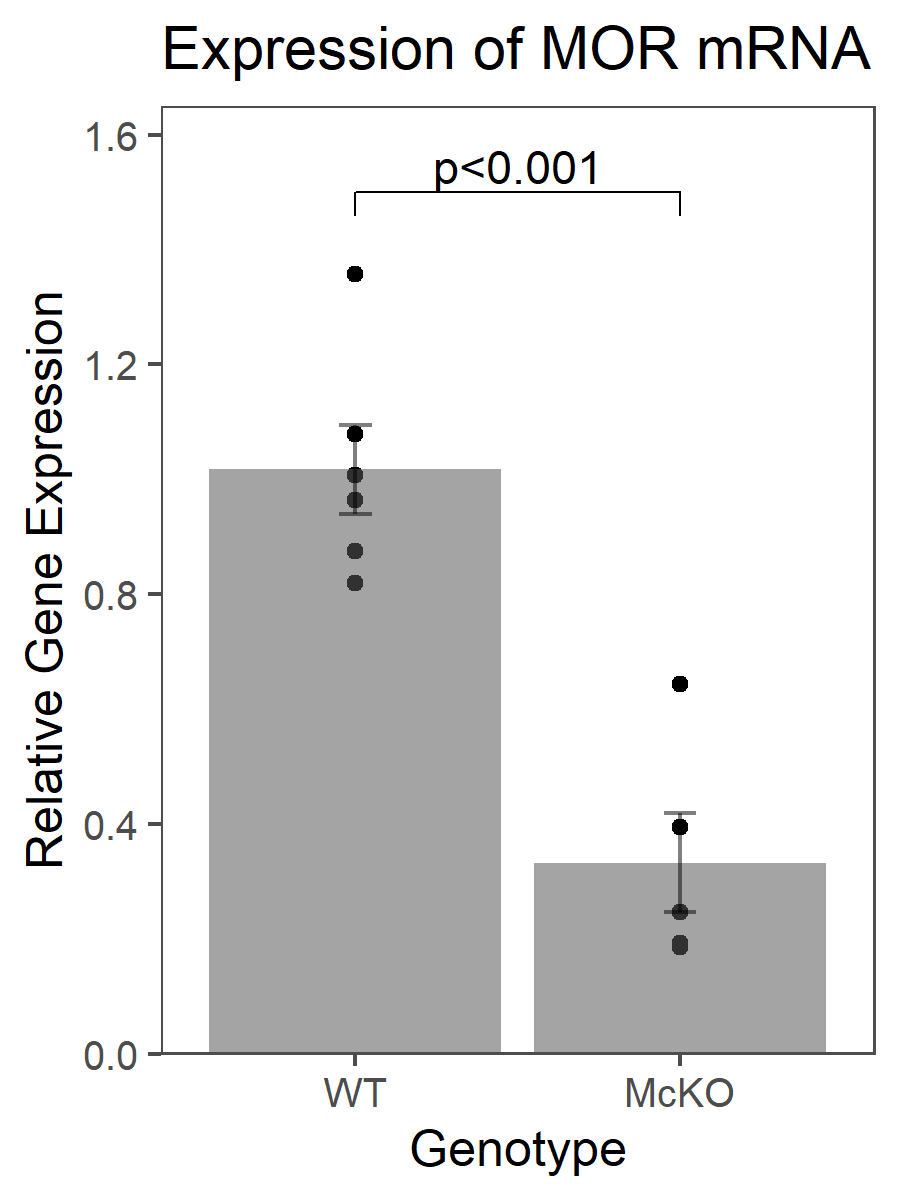 Expression of MOR mRNA
1.6
p<0.001
1.2
0.8
0.4
0.0
Relative Gene Expression
WT McKO
Genotype